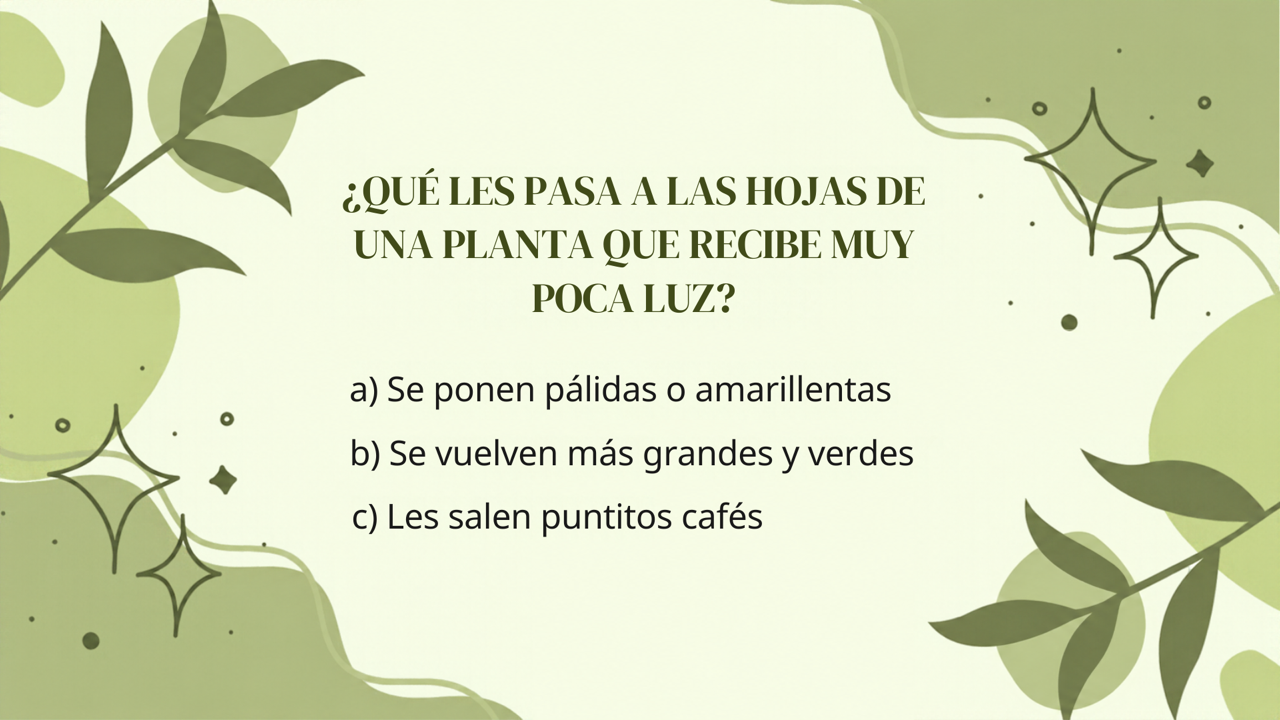 ¿QUÉ LES PASA A LAS HOJAS DE
UNA PLANTA QUE RECIBE MUY
POCA LUZ?
a) Se ponen pálidas o amarillentas
b) Se vuelven más grandes y verdes
c) Les salen puntitos cafés